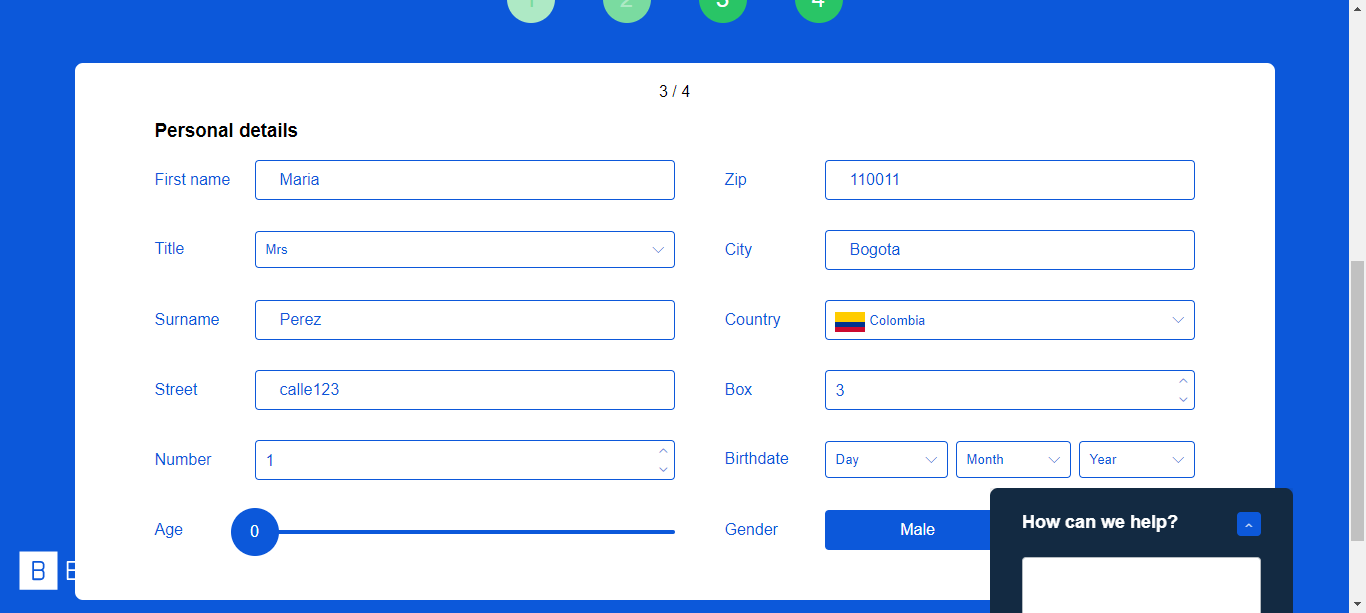 1 2 3 4
3 / 4
Personal details
First name Maria Zip 110011
Title Mrs City Bogota
Surname Perez Country Colombia
Street calle123 Box 3
Number 1 Birthdate Day Month Year
Age 0 Gender Male
How can we help?
B